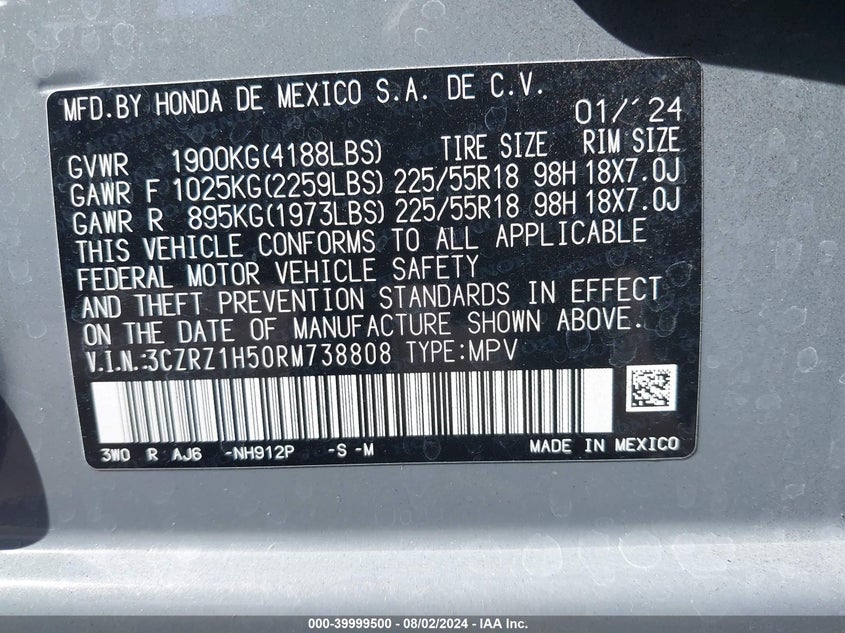 MFD.BY HONDA DE MEXICO S.A. DE C.V.
01/'24
GVWR 1900KG(4188LBS) TIRE SIZE RIM SIZE
GAWR F 1025KG(2259LBS) 225/55R18 98H 18X7.0J
GAWR R 895KG(1973LBS) 225/55R18 98H 18X7.0J
THIS VEHICLE CONFORMS TO ALL APPLICABLE
FEDERAL MOTOR VEHICLE SAFETY
AND THEFT PREVENTION STANDARDS IN EFFECT
ON THE DATE OF MANUFACTURE SHOWN ABOVE.
V.I.N.:3CZRZ1H50RM738808 TYPE:MPV
3W0 R AJ6 -NH912P -S -M MADE IN MEXICO
000-39999500 - 08/02/2024 - IAA Inc.